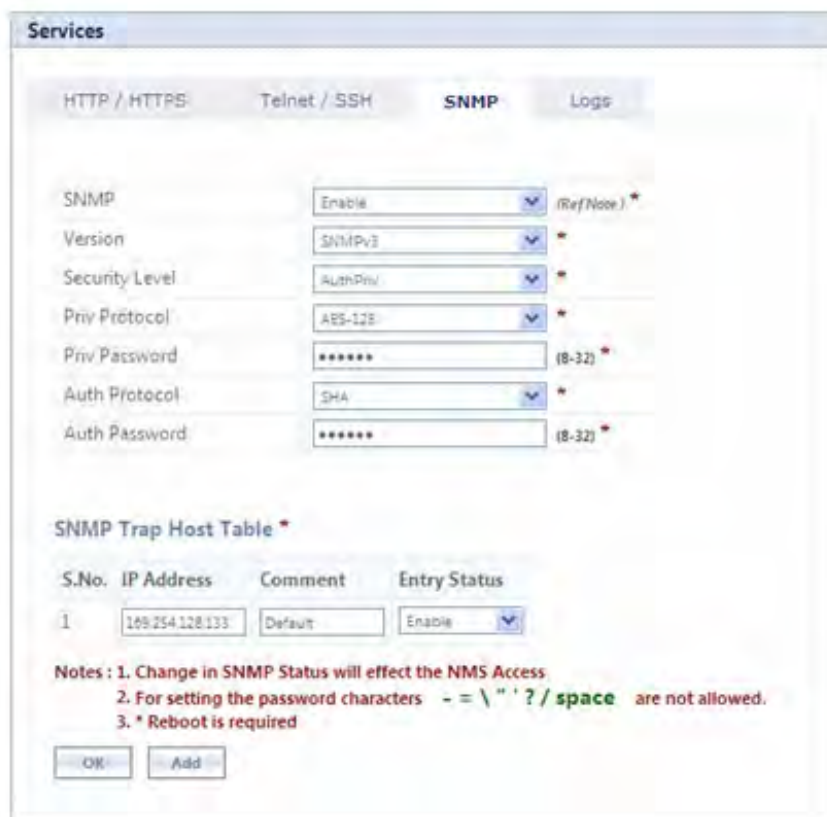 Services
HTTP / HTTPS Telnet / SSH SNMP Logs
SNMP Enable (Ref Note ) *
Version SNMPv3 *
Security Level AuthPriv *
Priv Protocol AES-128 *
Priv Password •••••• (8-32) *
Auth Protocol SHA *
Auth Password •••••• (8-32) *
SNMP Trap Host Table *
S.No. IP Address Comment Entry Status
1 169.254.128.133 Default Enable
Notes : 1. Change in SNMP Status will effect the NMS Access
2. For setting the password characters - = \ " ' ? / space are not allowed.
3. * Reboot is required
OK Add